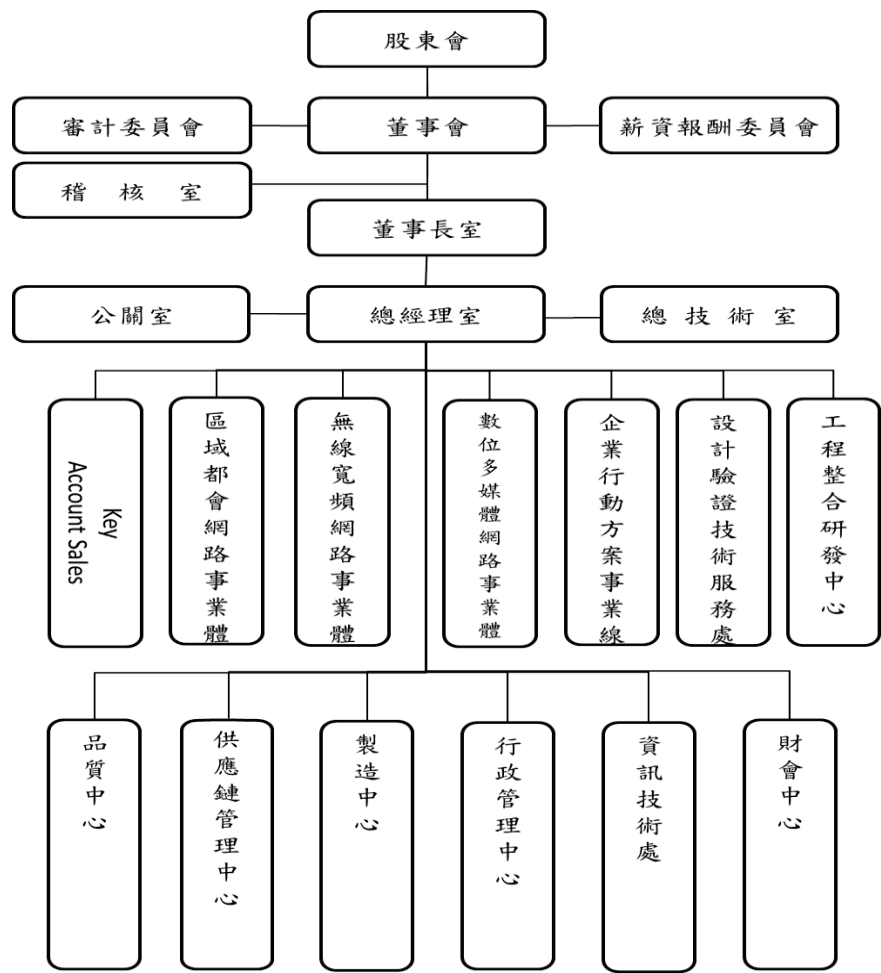 股東會
審計委員會
董事會
薪資報酬委員會
稽核室
董事長室
公關室
總經理室
總技術室
Key
Account Sales
區域都會網路事業體
無線寬頻網路事業體
數位多媒體網路事業體
企業行動方案事業線
設計驗證技術服務處
工程整合研發中心
品質中心
供應鏈管理中心
製造中心
行政管理中心
資訊技術處
財會中心